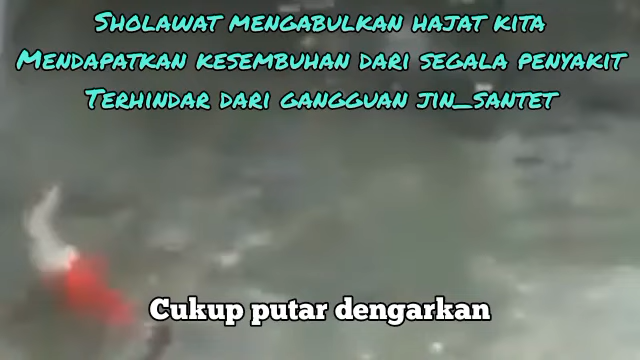 Sholawat mengabulkan hajat kita
Mendapatkan kesembuhan dari segala penyakit
Terhindar dari gangguan jin_santet
Cukup putar dengarkan